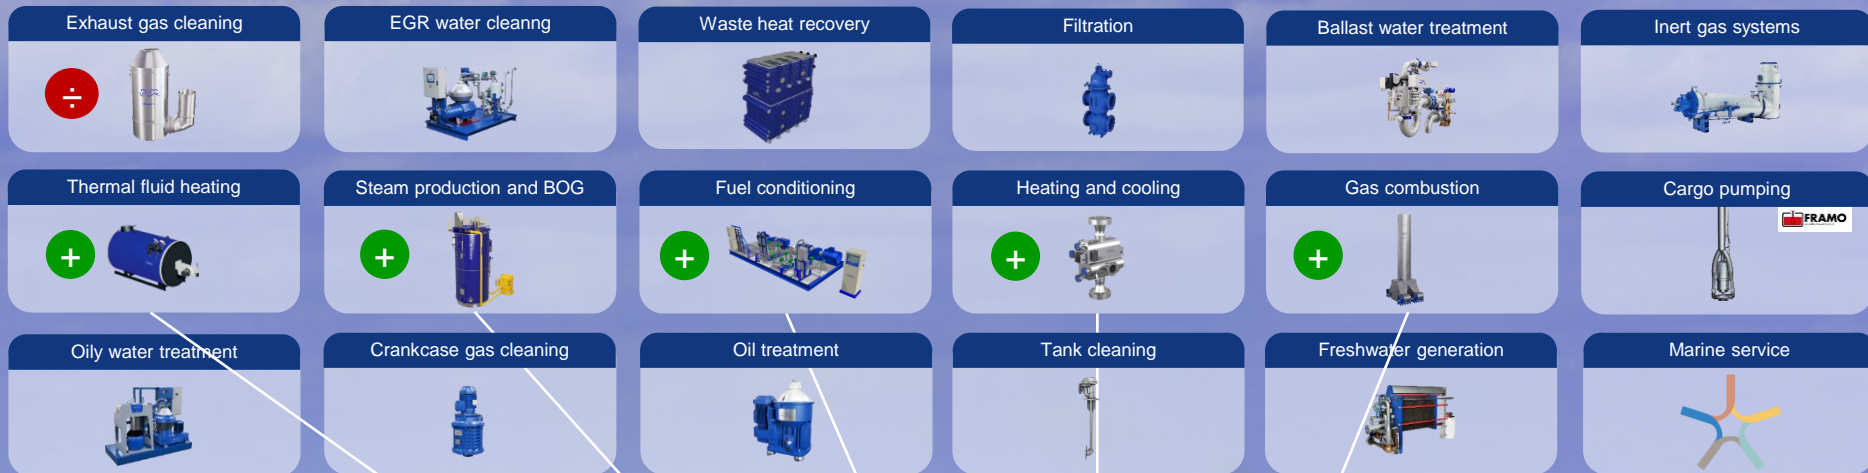 Exhaust gas cleaning
EGR water cleanng
Waste heat recovery
Filtration
Ballast water treatment
Inert gas systems
÷
Thermal fluid heating
Steam production and BOG
Fuel conditioning
Heating and cooling
Gas combustion
Cargo pumping
FRAMO
+
+
+
+
+
Oily water treatment
Crankcase gas cleaning
Oil treatment
Tank cleaning
Freshwater generation
Marine service